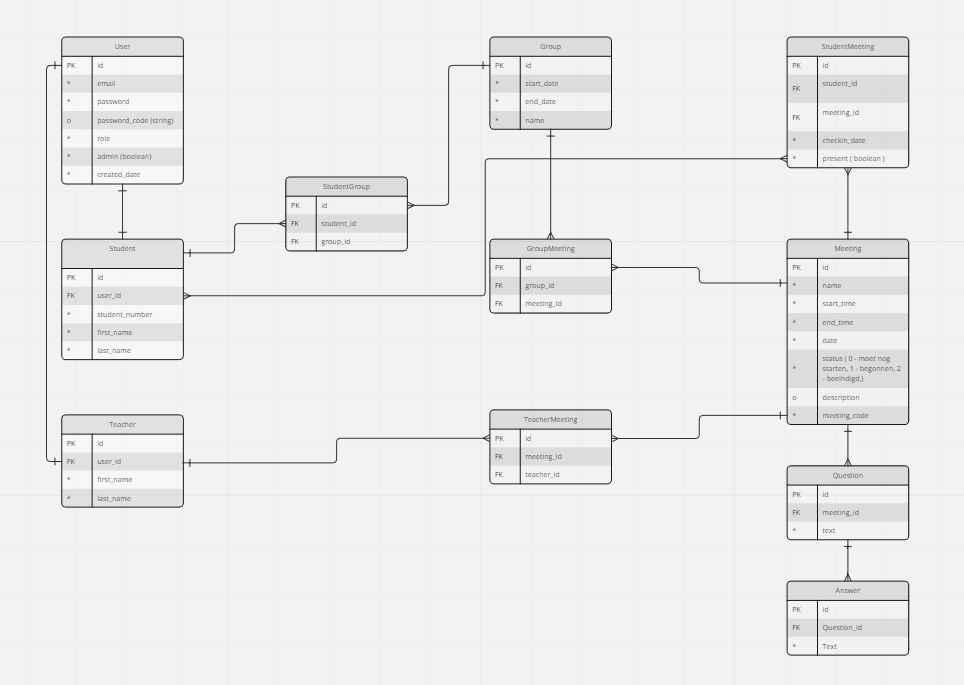 User
PK id
* email
* password
o password_code (string)
* role
* admin (boolean)
* created_date
Group
PK id
* start_date
* end_date
* name
StudentMeeting
PK id
FK student_id
FK meeting_id
* checkin_date
* present ( boolean )
StudentGroup
PK id
FK student_id
FK group_id
Student
PK id
FK user_id
* student_number
* first_name
* last_name
GroupMeeting
PK id
FK group_id
FK meeting_id
Meeting
PK id
* name
* start_time
* end_time
* date
* status ( 0 - moet nog
starten, 1 - begonnen, 2
- beeindigd,)
o description
* meeting_code
Teacher
PK id
FK user_id
* first_name
* last_name
TeacherMeeting
PK id
FK meeting_id
FK teacher_id
Question
PK id
FK meeting_id
* text
Answer
PK id
FK Question_id
* Text